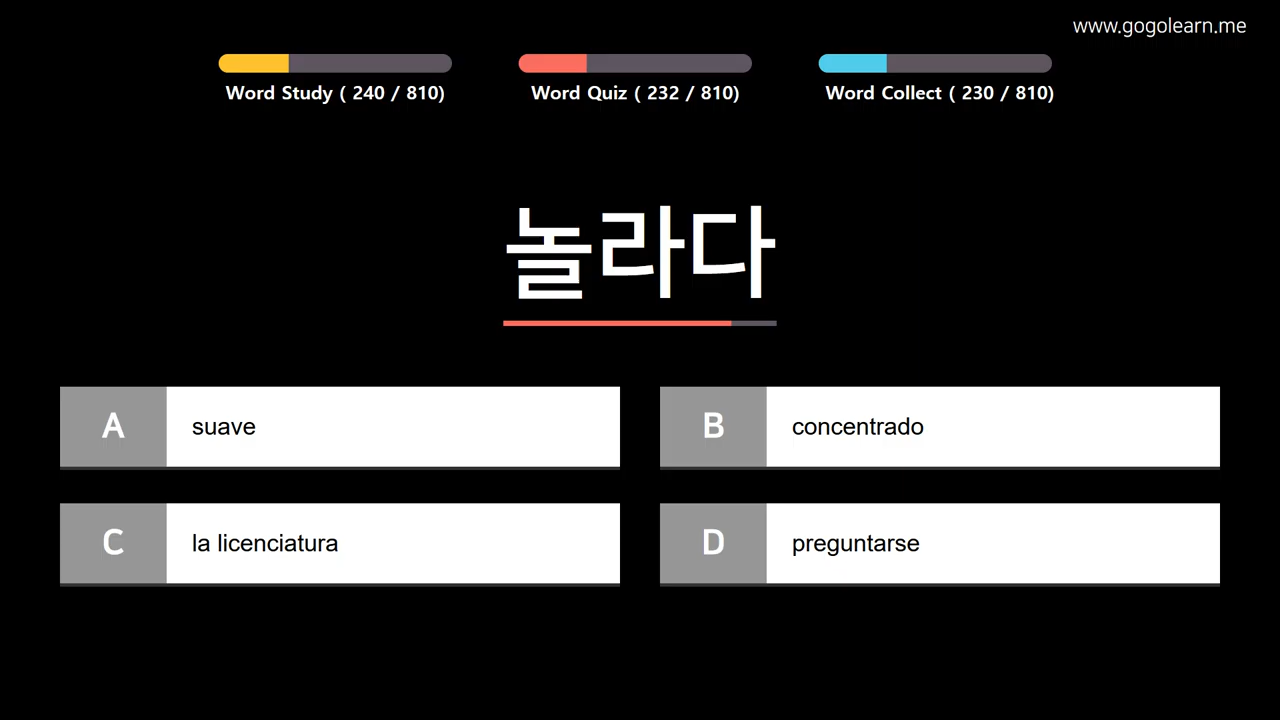 www.gogolearn.me
Word Study ( 240 / 810)
Word Quiz ( 232 / 810)
Word Collect ( 230 / 810)
놀라다
A
suave
B
concentrado
C
la licenciatura
D
preguntarse